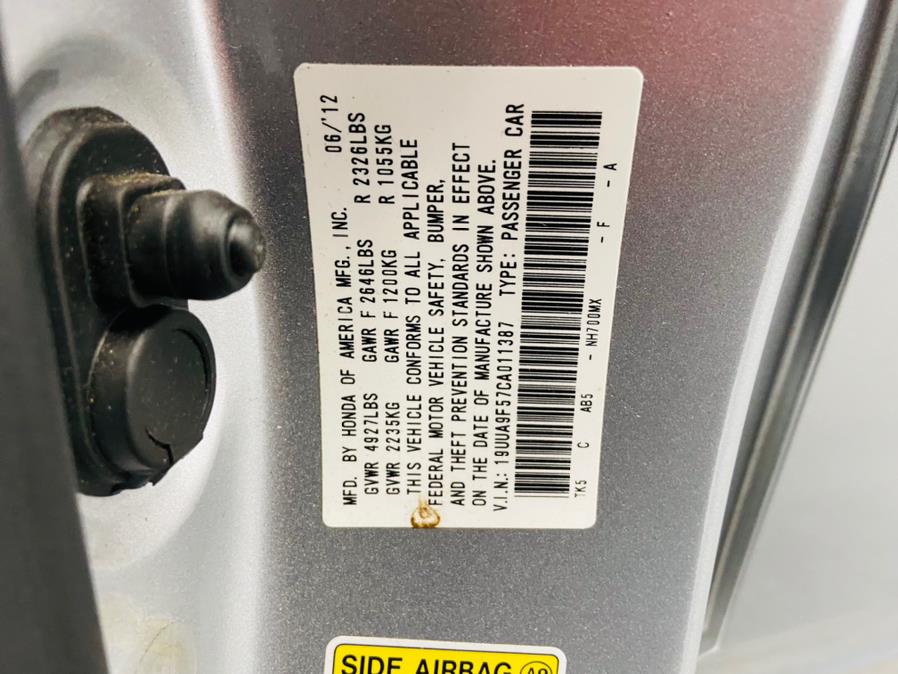 MFD. BY HONDA OF AMERICA MFG., INC. 06/'12
GVWR 4927LBS GAWR F 2646LBS R 2326LBS
GVWR 2235KG GAWR F 1200KG R 1055KG
THIS VEHICLE CONFORMS TO ALL APPLICABLE
FEDERAL MOTOR VEHICLE SAFETY, BUMPER,
AND THEFT PREVENTION STANDARDS IN EFFECT
ON THE DATE OF MANUFACTURE SHOWN ABOVE.
V.I.N.: 19UUA9F57CA011387 TYPE: PASSENGER CAR
TK5 C AB5 - NH700MX - F - A
SIDE AIRBAG